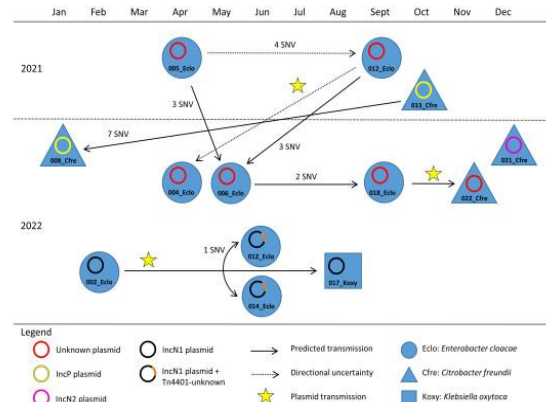 Jan Feb Mar Apr May Jun Jul Aug Sept Oct Nov Dec
4 SNV
005_Eclo
012_Eclo
2021
013_Cfre
3 SNV
7 SNV
3 SNV
008_Cfre
021_Cfre
004_Eclo
006_Eclo
2 SNV
018_Eclo
022_Cfre
2022
1 SNV
012_Eclo
002_Eclo
017_Koxy
014_Eclo
Legend
Unknown plasmid
IncN1 plasmid
Predicted transmission
Eclo: Enterobacter cloacae
IncP plasmid
IncN1 plasmid +
Tn4401-unknown
Directional uncertainty
Cfre: Citrobacter freundii
IncN2 plasmid
Plasmid transmission
Koxy: Klebsiella oxytoca